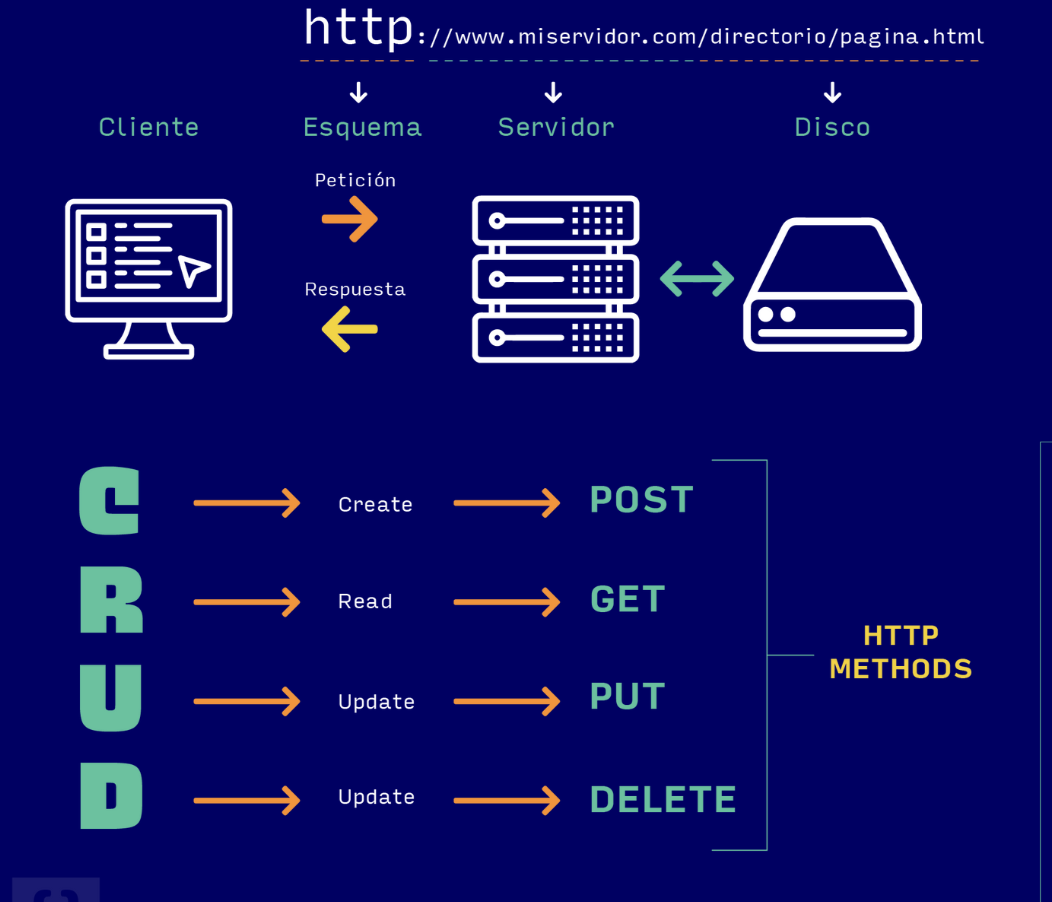 http://www.miservidor.com/directorio/pagina.html
Cliente Esquema Servidor Disco
Petición
Respuesta
C Create POST
R Read GET
U Update PUT
D Update DELETE
HTTP
METHODS